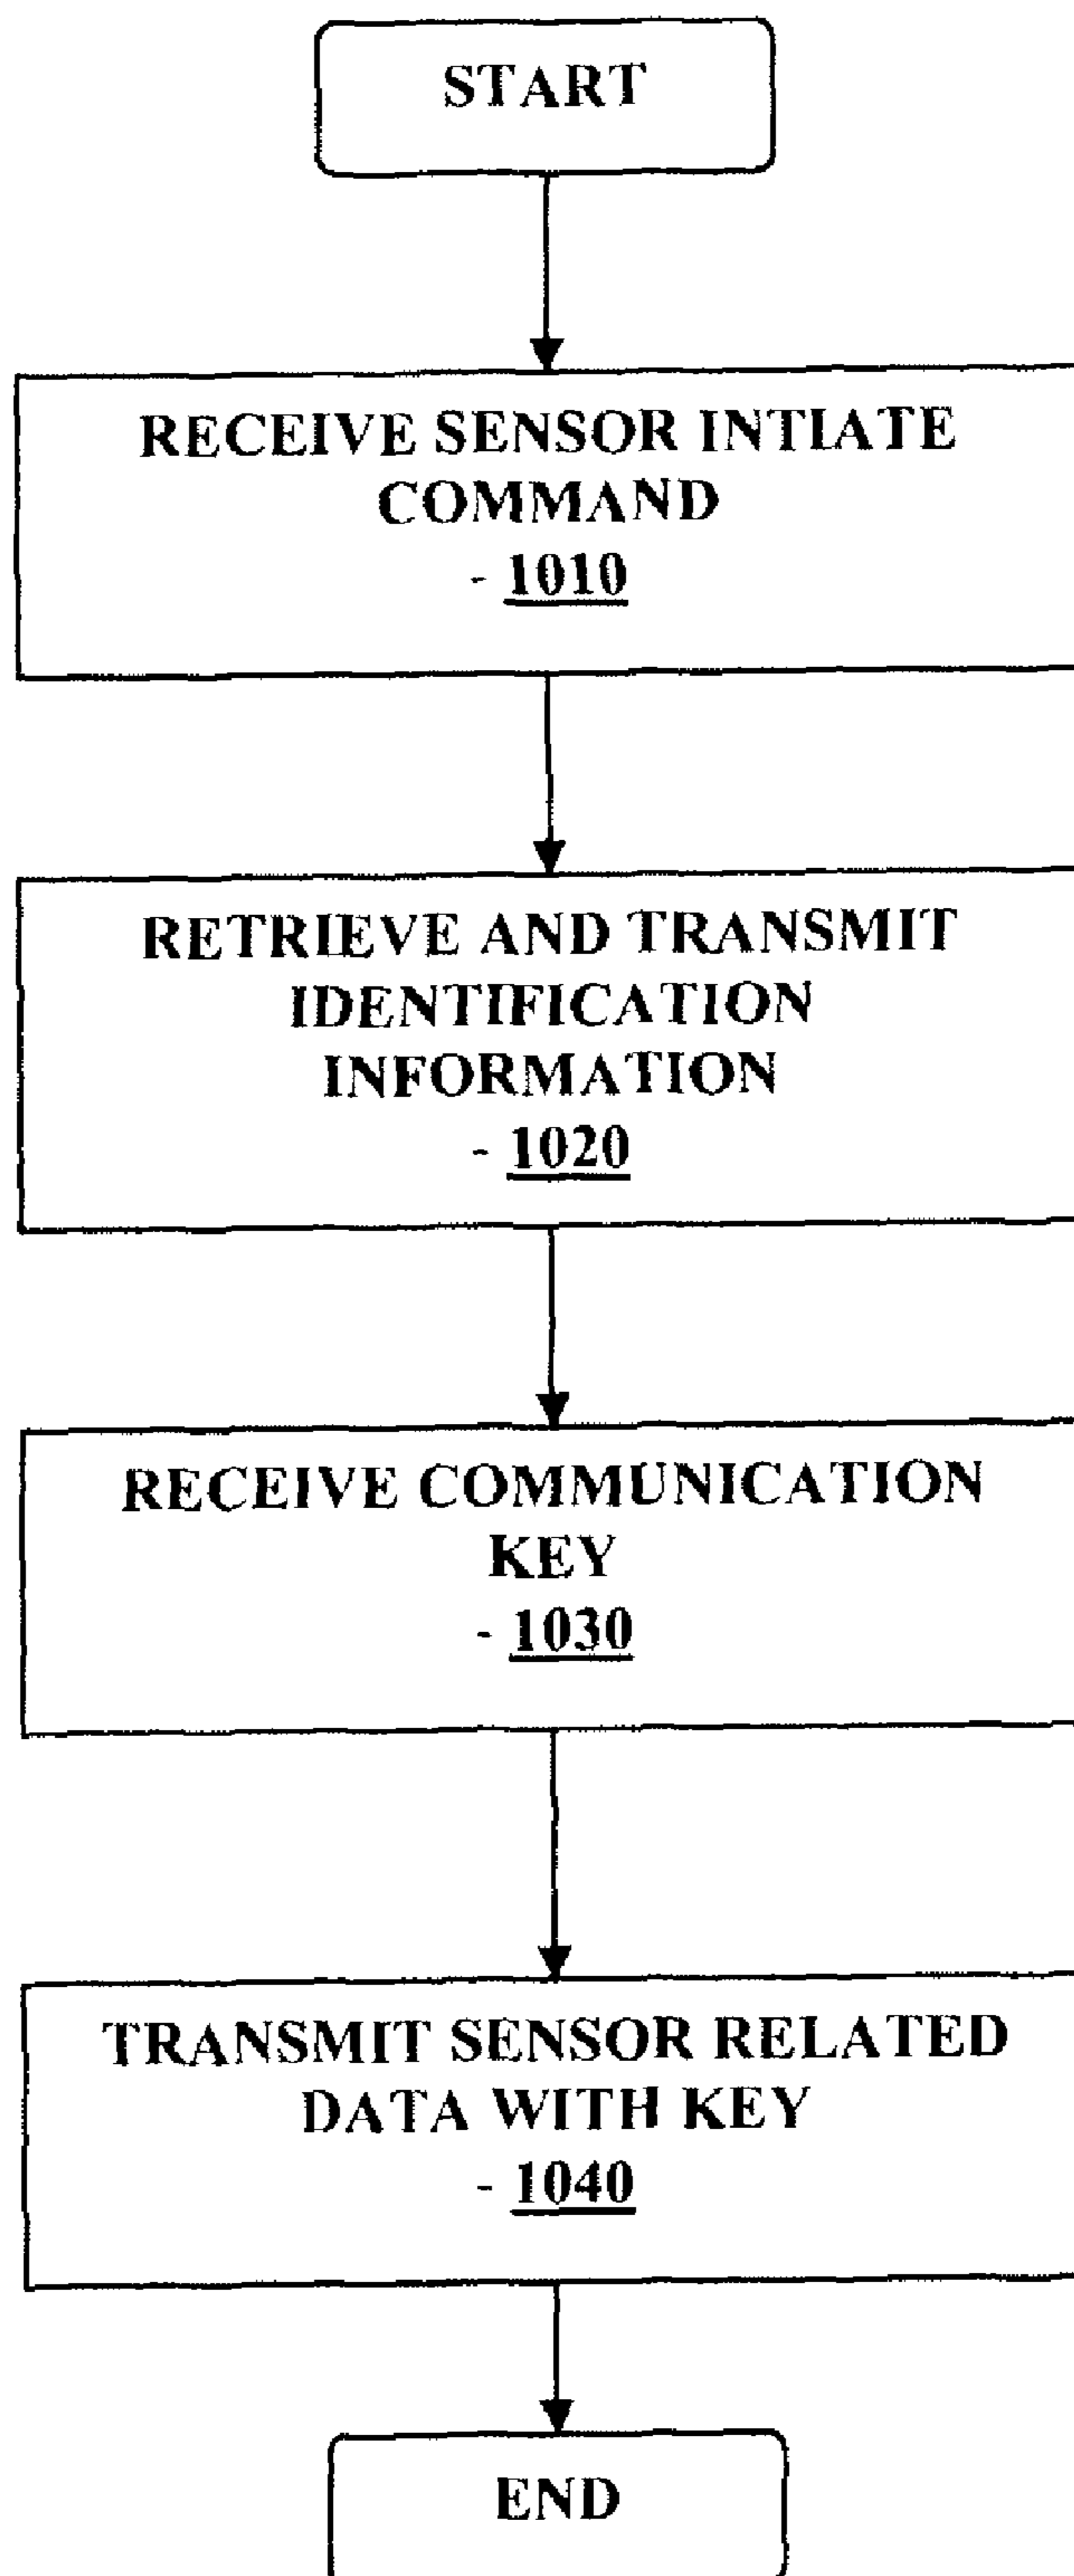 START
RECEIVE SENSOR INTIATE
COMMAND
- 1010
RETRIEVE AND TRANSMIT
IDENTIFICATION
INFORMATION
- 1020
RECEIVE COMMUNICATION
KEY
- 1030
TRANSMIT SENSOR RELATED
DATA WITH KEY
- 1040
END